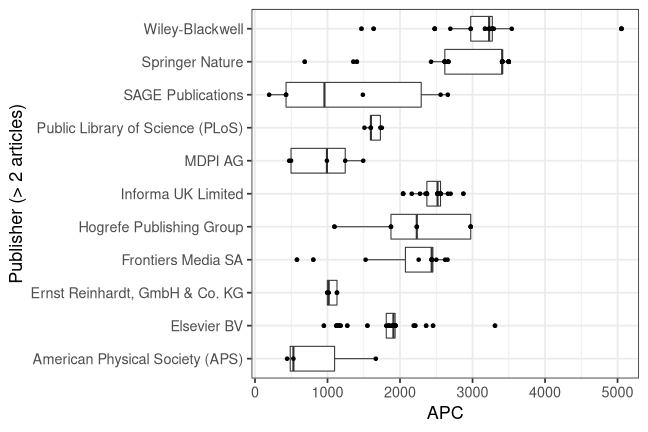 Publisher (> 2 articles)
Wiley-Blackwell
Springer Nature
SAGE Publications
Public Library of Science (PLoS)
MDPI AG
Informa UK Limited
Hogrefe Publishing Group
Frontiers Media SA
Ernst Reinhardt, GmbH & Co. KG
Elsevier BV
American Physical Society (APS)
0 1000 2000 3000 4000 5000
APC